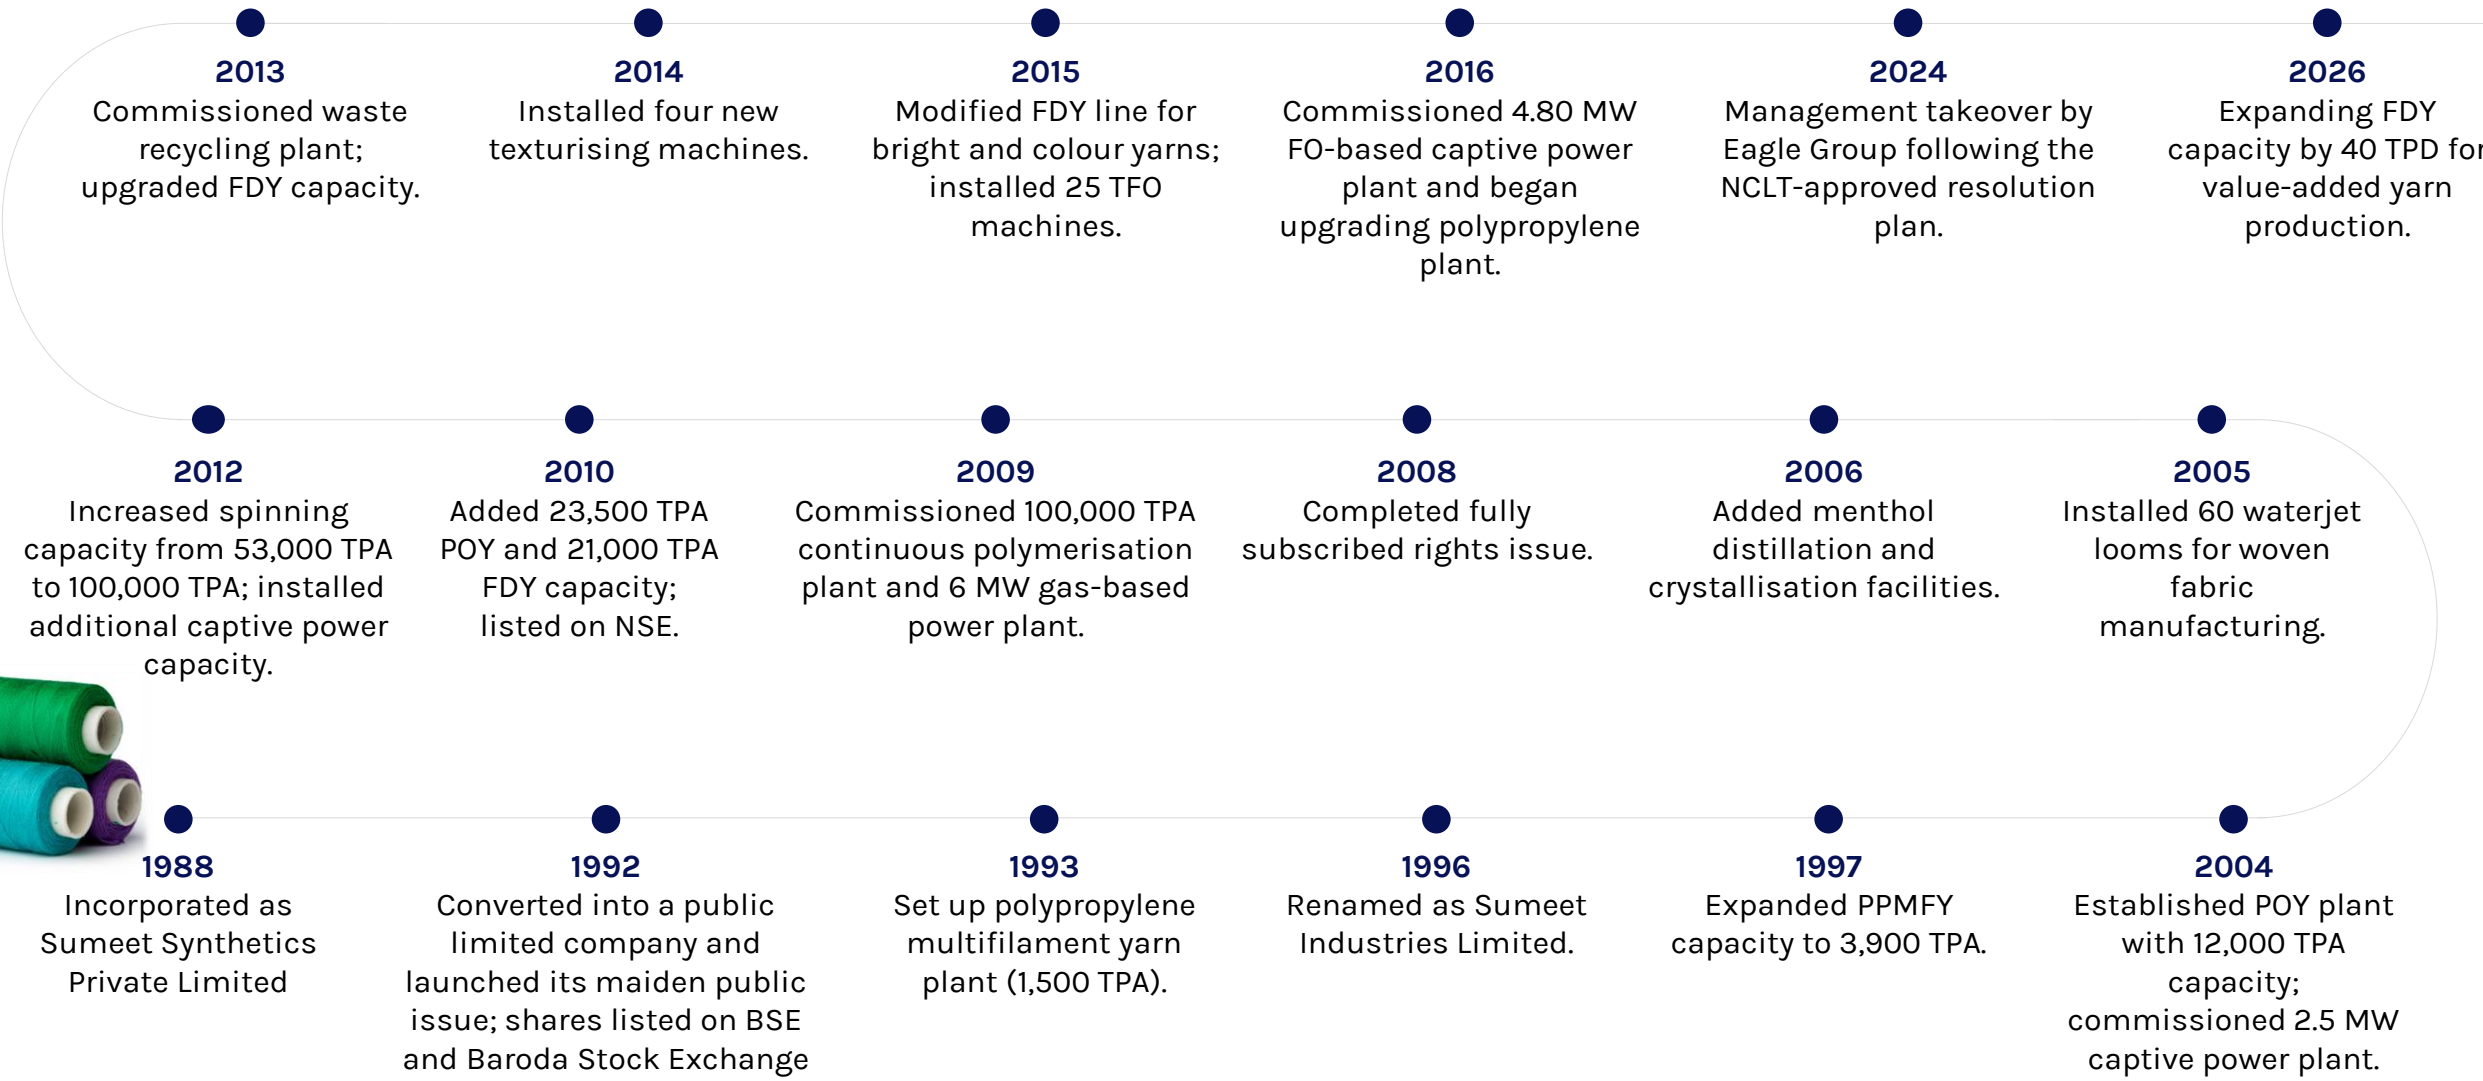 2013
Commissioned waste
recycling plant;
upgraded FDY capacity.
2014
Installed four new
texturising machines.
2015
Modified FDY line for
bright and colour yarns;
installed 25 TFO
machines.
2016
Commissioned 4.80 MW
FO-based captive power
plant and began
upgrading polypropylene
plant.
2024
Management takeover by
Eagle Group following the
NCLT-approved resolution
plan.
2026
Expanding FDY
capacity by 40 TPD for
value-added yarn
production.
2012
Increased spinning
capacity from 53,000 TPA
to 100,000 TPA; installed
additional captive power
capacity.
2010
Added 23,500 TPA
POY and 21,000 TPA
FDY capacity;
listed on NSE.
2009
Commissioned 100,000 TPA
continuous polymerisation
plant and 6 MW gas-based
power plant.
2008
Completed fully
subscribed rights issue.
2006
Added menthol
distillation and
crystallisation facilities.
2005
Installed 60 waterjet
looms for woven
fabric
manufacturing.
1988
Incorporated as
Sumeet Synthetics
Private Limited
1992
Converted into a public
limited company and
launched its maiden public
issue; shares listed on BSE
and Baroda Stock Exchange
1993
Set up polypropylene
multifilament yarn
plant (1,500 TPA).
1996
Renamed as Sumeet
Industries Limited.
1997
Expanded PPMFY
capacity to 3,900 TPA.
2004
Established POY plant
with 12,000 TPA
capacity;
commissioned 2.5 MW
captive power plant.